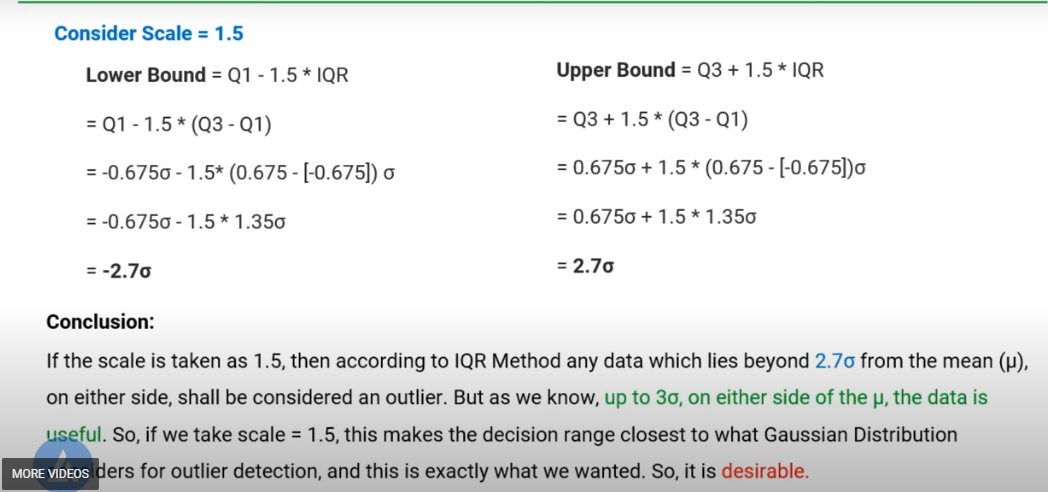 Consider Scale = 1.5
Lower Bound = Q1 - 1.5 * IQR
= Q1 - 1.5 * (Q3 - Q1)
= -0.675σ - 1.5* (0.675 - [-0.675]) σ
= -0.675σ - 1.5 * 1.35σ
= -2.7σ
Upper Bound = Q3 + 1.5 * IQR
= Q3 + 1.5 * (Q3 - Q1)
= 0.675σ + 1.5 * (0.675 - [-0.675])σ
= 0.675σ + 1.5 * 1.35σ
= 2.7σ
Conclusion:
If the scale is taken as 1.5, then according to IQR Method any data which lies beyond 2.7σ from the mean (μ),
on either side, shall be considered an outlier. But as we know, up to 3σ, on either side of the μ, the data is
useful. So, if we take scale = 1.5, this makes the decision range closest to what Gaussian Distribution
for outlier detection, and this is exactly what we wanted. So, it is desirable.
MORE VIDEOS